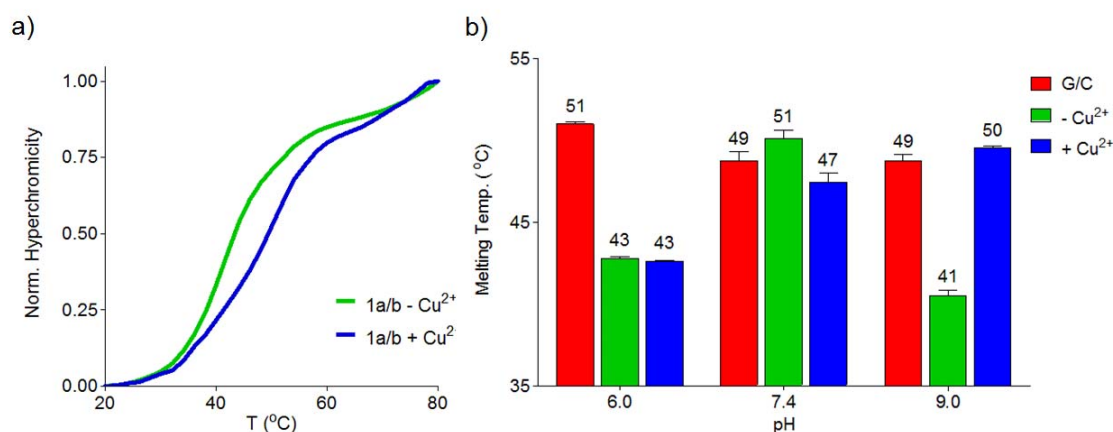 a)
Norm. Hyperchromicity
1.00
0.75
0.50
0.25
0.00
20
40
60
80
T (°C)
1a/b - Cu²⁺
1a/b + Cu²
b)
Melting Temp. (°C)
55
45
35
51
43
43
49
51
47
49
41
50
6.0
7.4
9.0
pH
G/C
- Cu²⁺
+ Cu²⁺